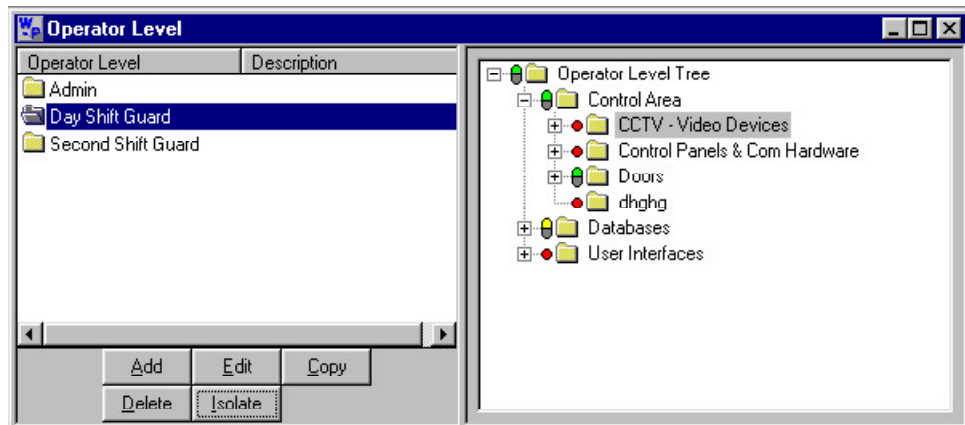 WP Operator Level
Operator Level Description
Admin
Day Shift Guard
Second Shift Guard
Add Edit Copy
Delete Isolate
Operator Level Tree
Control Area
CCTV - Video Devices
Control Panels & Com Hardware
Doors
dhghg
Databases
User Interfaces